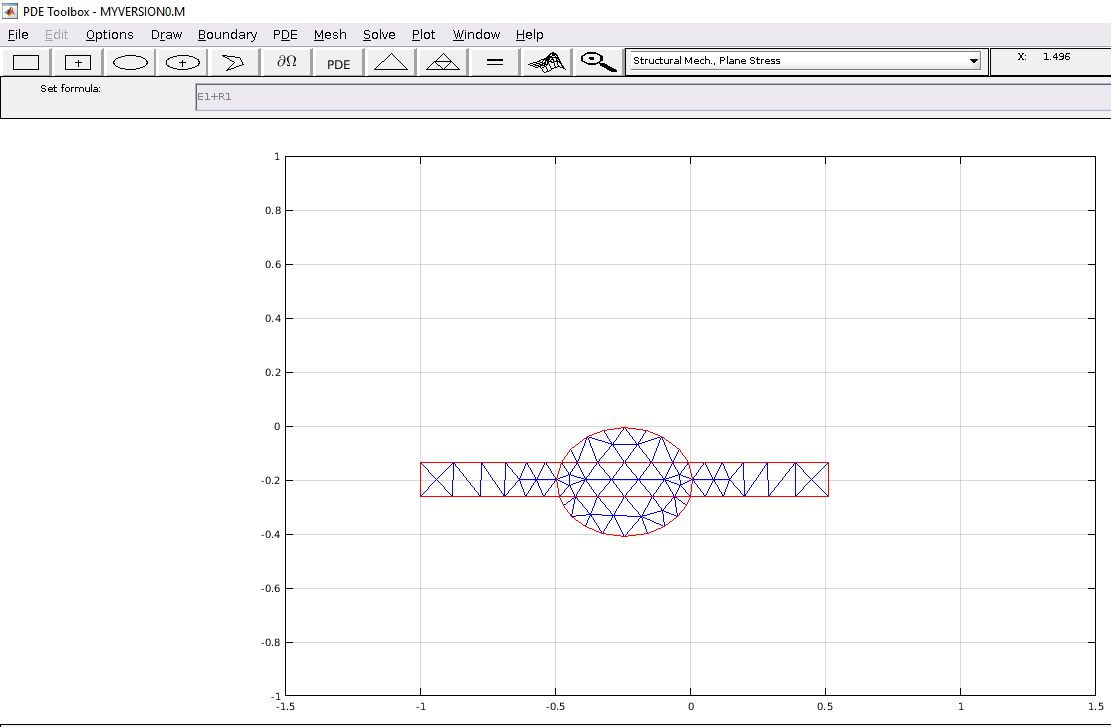 PDE Toolbox - MYVERSION0.M
File Edit Options Draw Boundary PDE Mesh Solve Plot Window Help
∂Ω PDE = Structural Mech., Plane Stress X: 1.496
Set formula: E1+R1
1
0.8
0.6
0.4
0.2
0
-0.2
-0.4
-0.6
-0.8
-1
-1.5 -1 -0.5 0 0.5 1 1.5